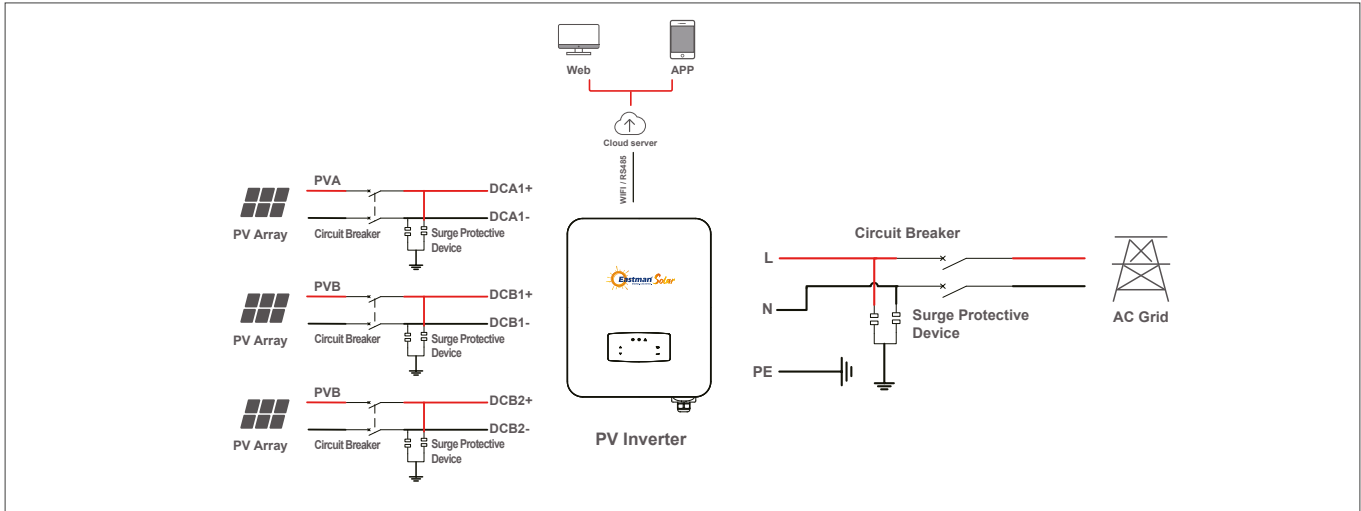 Web
APP
Cloud server
WIFI / RS485
PVA
DCA1+
DCA1-
PV Array
Circuit Breaker
Surge Protective
Device
PVB
DCB1+
DCB1-
PV Array
Circuit Breaker
Surge Protective
Device
PVB
DCB2+
DCB2-
PV Array
Circuit Breaker
Surge Protective
Device
Eastman Solar
PV Inverter
Circuit Breaker
L
N
Surge Protective
Device
AC Grid
PE